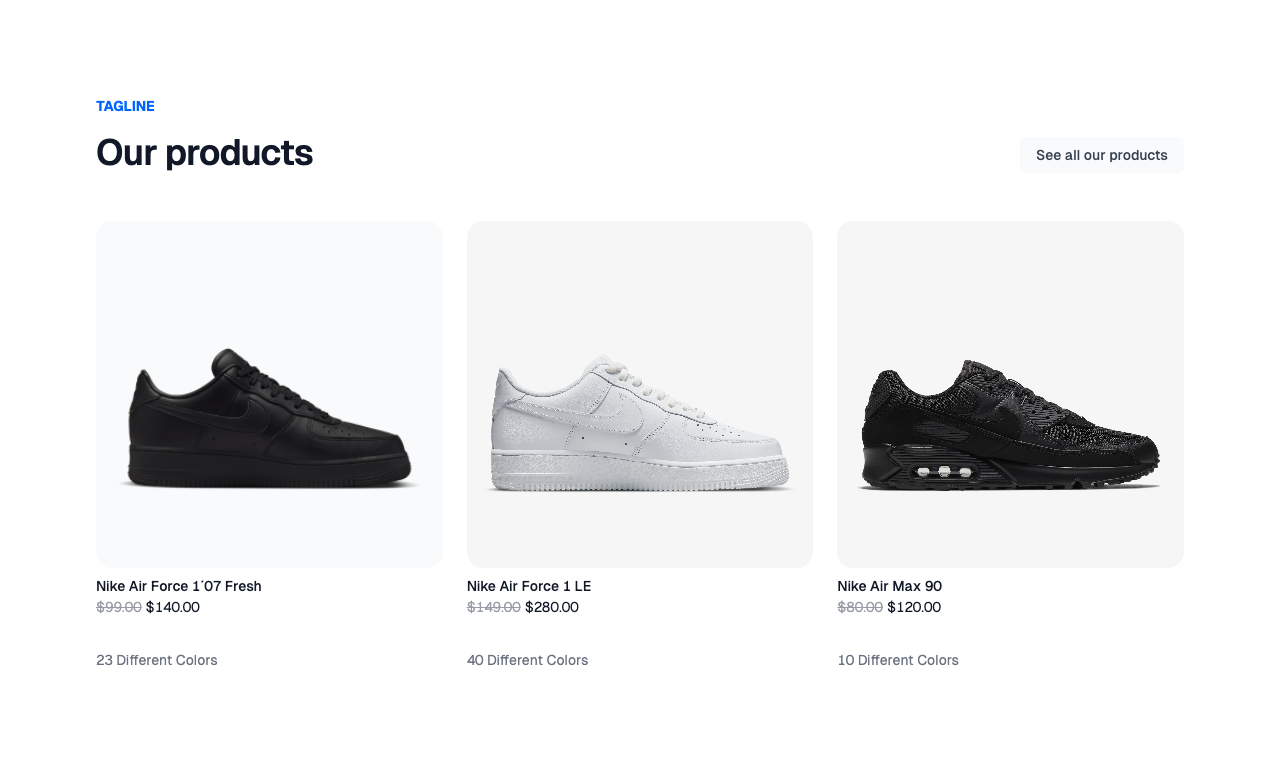 TAGLINE
Our products
See all our products
Nike Air Force 1´07 Fresh
$99.00 $140.00
23 Different Colors
Nike Air Force 1 LE
$149.00 $280.00
40 Different Colors
Nike Air Max 90
$80.00 $120.00
10 Different Colors